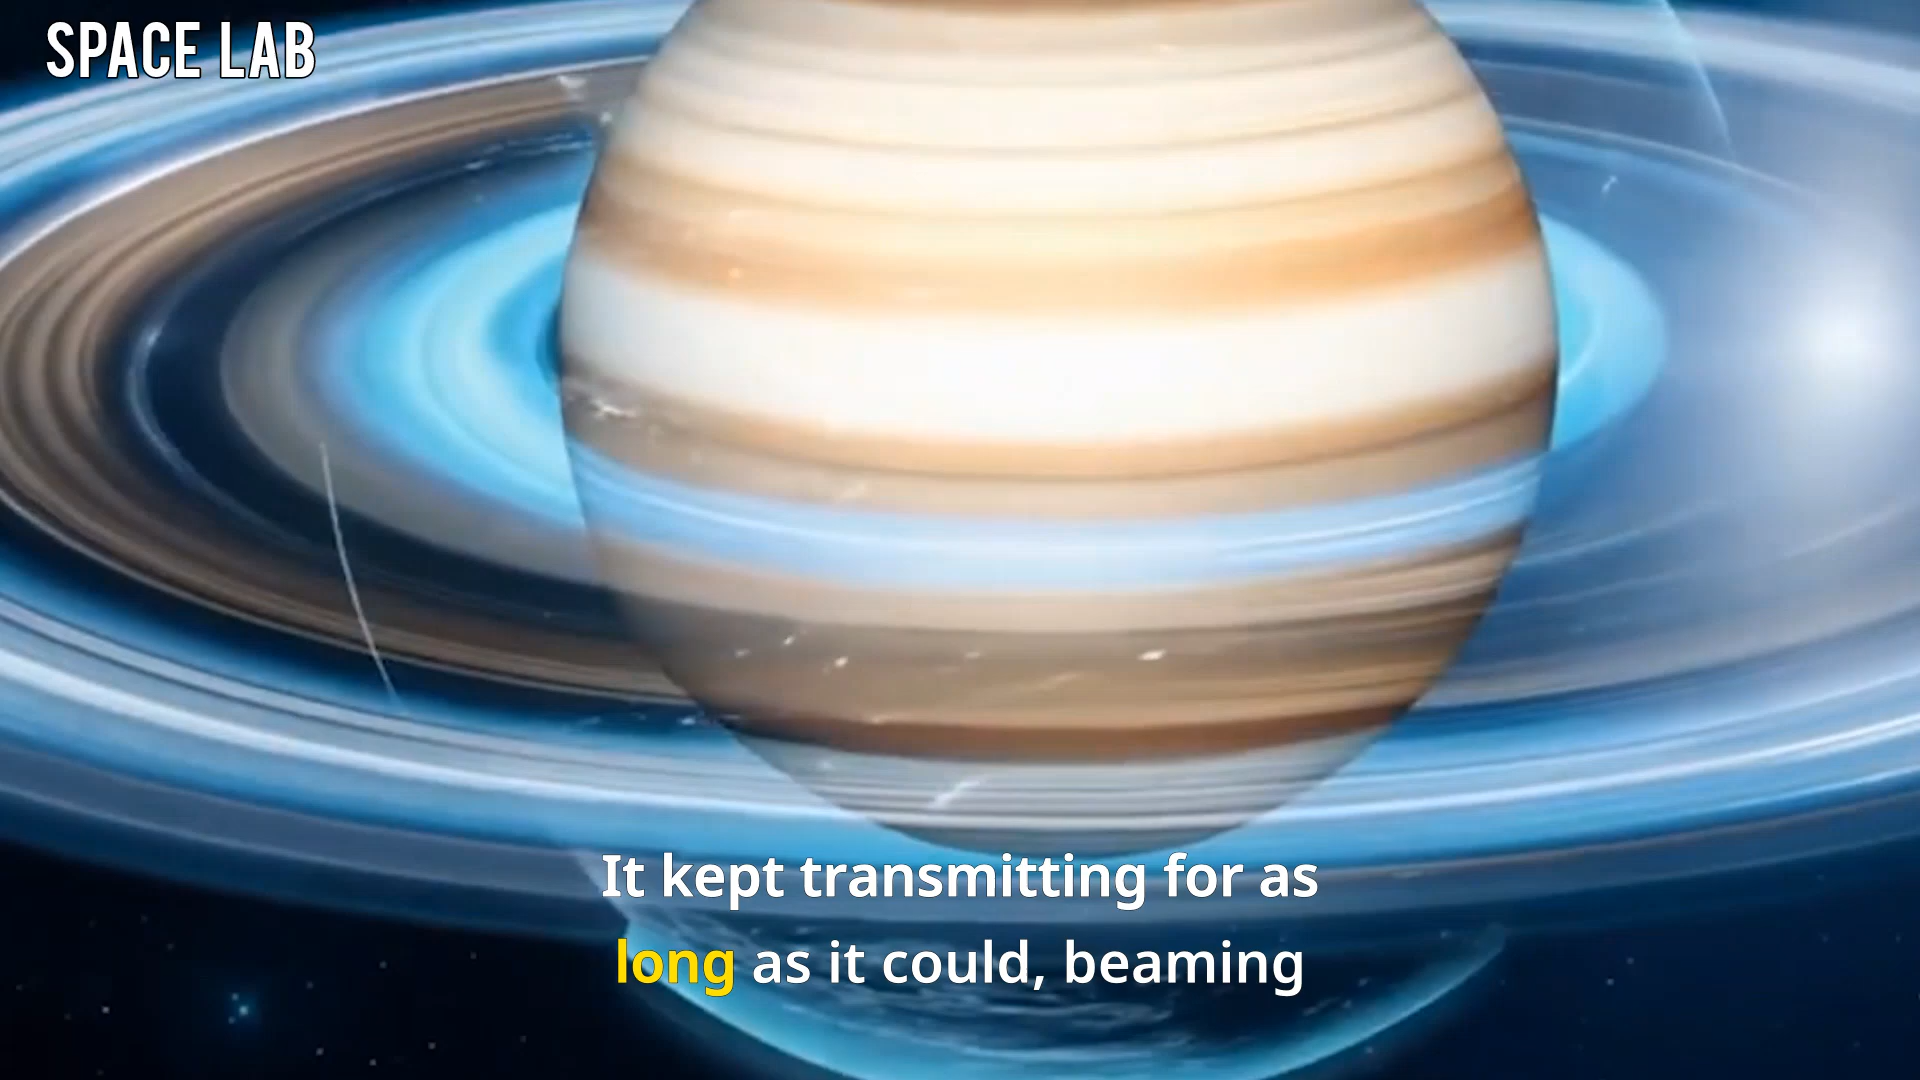 SPACE LAB
It kept transmitting for as
long as it could, beaming